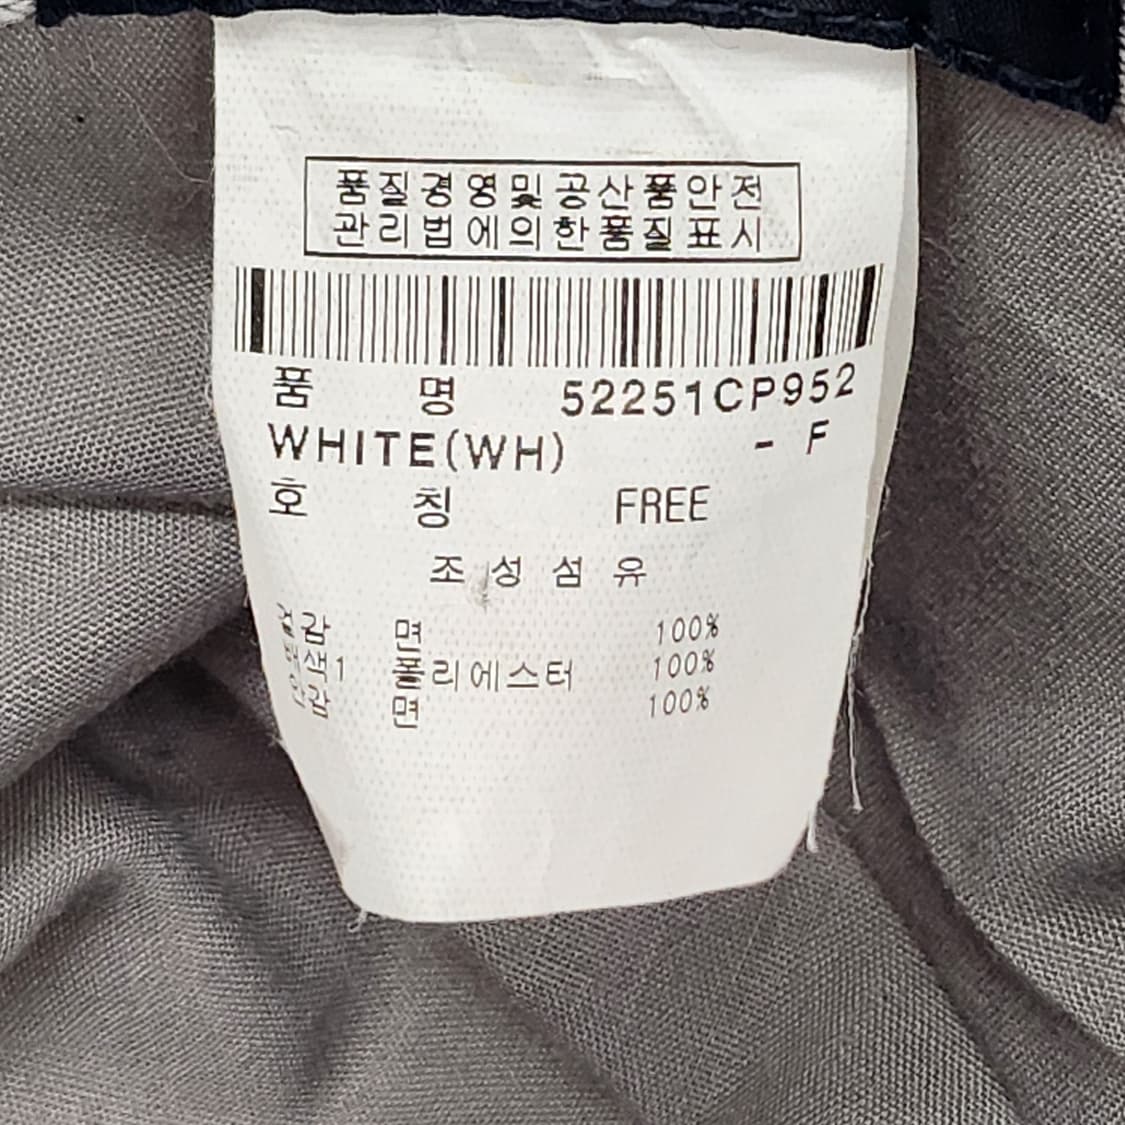 품질경영및공산품안전
관리법에의한품질표시
품 명 52251CP952
WHITE(WH) - F
호 칭 FREE
조성섬유
겉감 면 100%
배색1 폴리에스터 100%
안감 면 100%